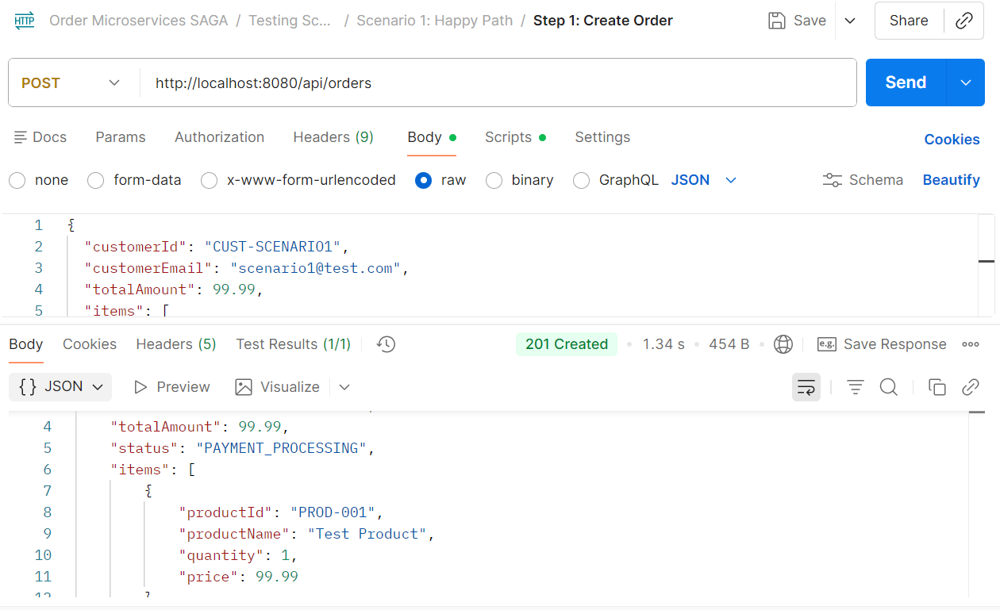 HTTP Order Microservices SAGA / Testing Sc... / Scenario 1: Happy Path / Step 1: Create Order Save Share
POST http://localhost:8080/api/orders Send
Docs Params Authorization Headers (9) Body Scripts Settings Cookies
none form-data x-www-form-urlencoded raw binary GraphQL JSON Schema Beautify
1 {
2 "customerId": "CUST-SCENARIO1",
3 "customerEmail": "scenario1@test.com",
4 "totalAmount": 99.99,
5 "items": [
Body Cookies Headers (5) Test Results (1/1) 201 Created • 1.34 s • 454 B • e.g. Save Response
{} JSON Preview Visualize
4 "totalAmount": 99.99,
5 "status": "PAYMENT_PROCESSING",
6 "items": [
7 {
8 "productId": "PROD-001",
9 "productName": "Test Product",
10 "quantity": 1,
11 "price": 99.99